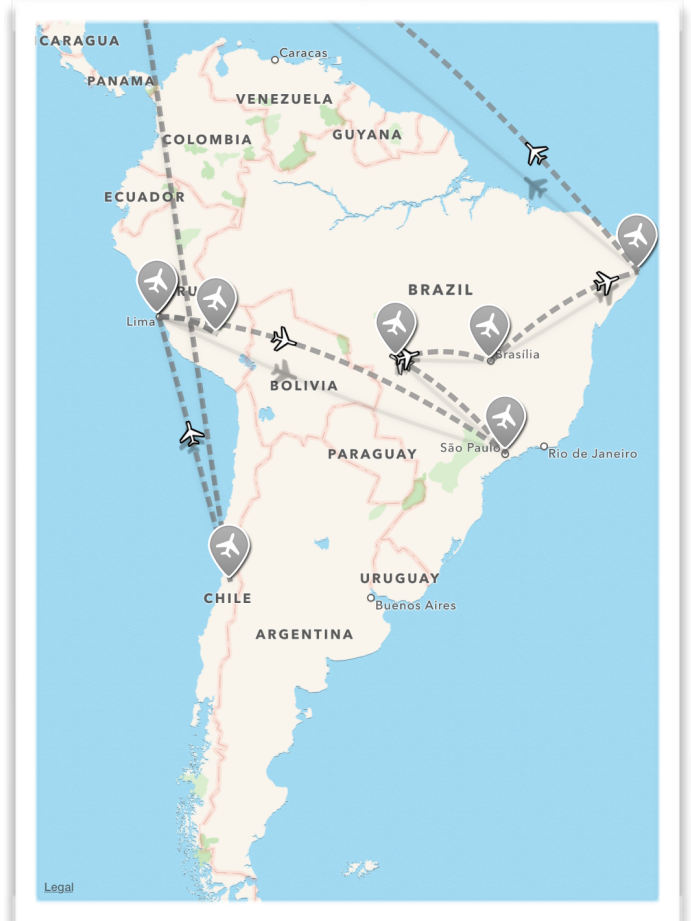 CARAGUA
Caracas
PANAMA
VENEZUELA
GUYANA
COLOMBIA
ECUADOR
BRAZIL
RU
Lima
Brasília
BOLIVIA
São Paulo
PARAGUAY
Rio de Janeiro
URUGUAY
CHILE
Buenos Aires
ARGENTINA
Legal